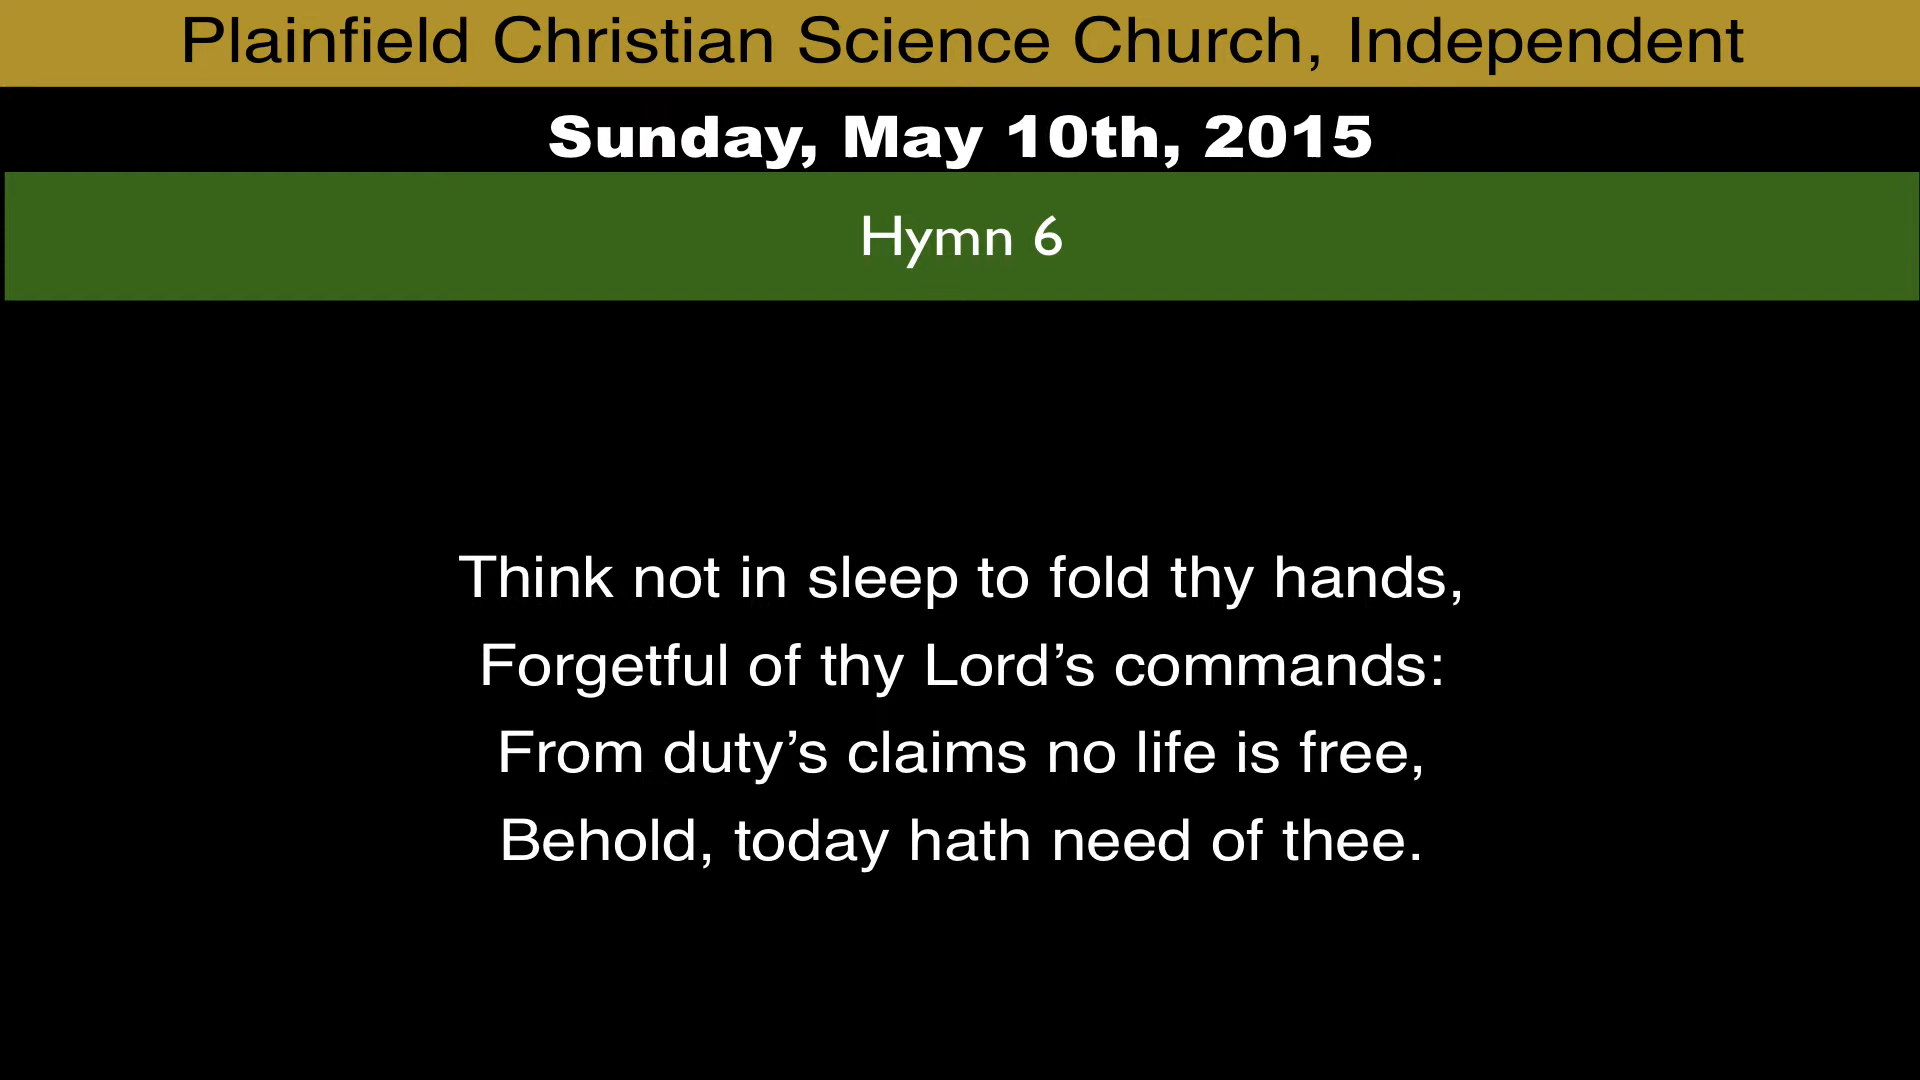 Plainfield Christian Science Church, Independent
Sunday, May 10th, 2015
Hymn 6
Think not in sleep to fold thy hands,
Forgetful of thy Lord’s commands:
From duty’s claims no life is free,
Behold, today hath need of thee.